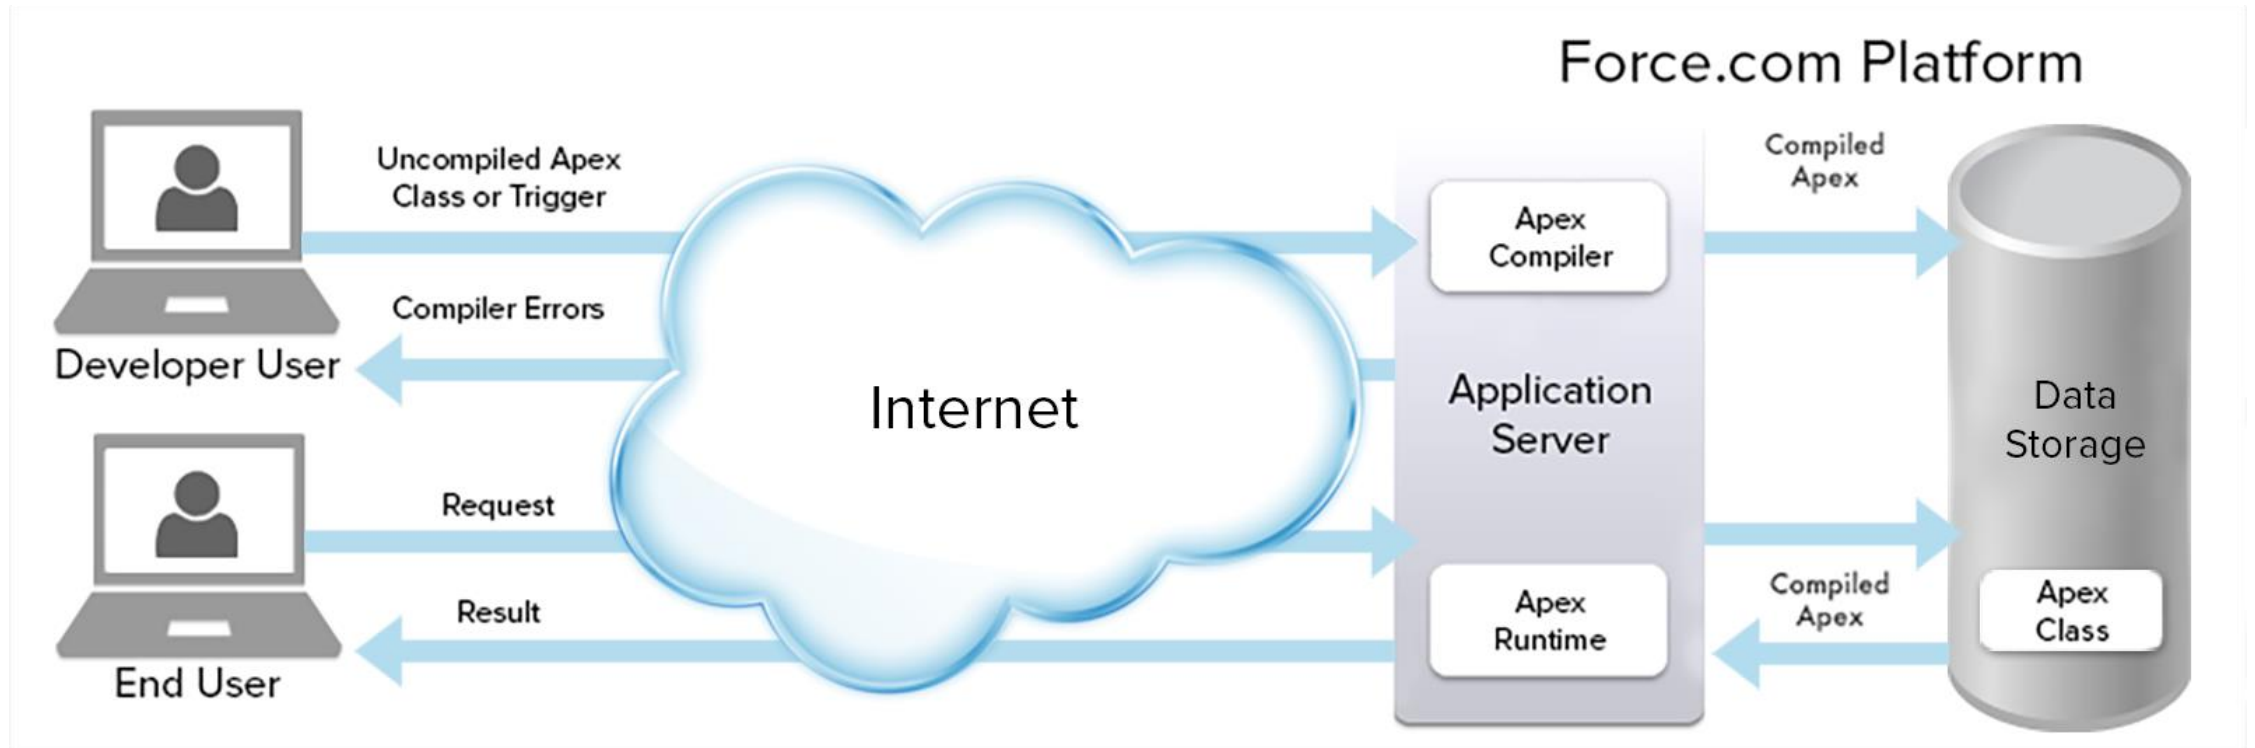 Force.com Platform
Uncompiled Apex
Class or Trigger
Compiler Errors
Developer User
Request
Result
End User
Internet
Apex
Compiler
Application
Server
Apex
Runtime
Compiled
Apex
Data
Storage
Compiled
Apex
Apex
Class